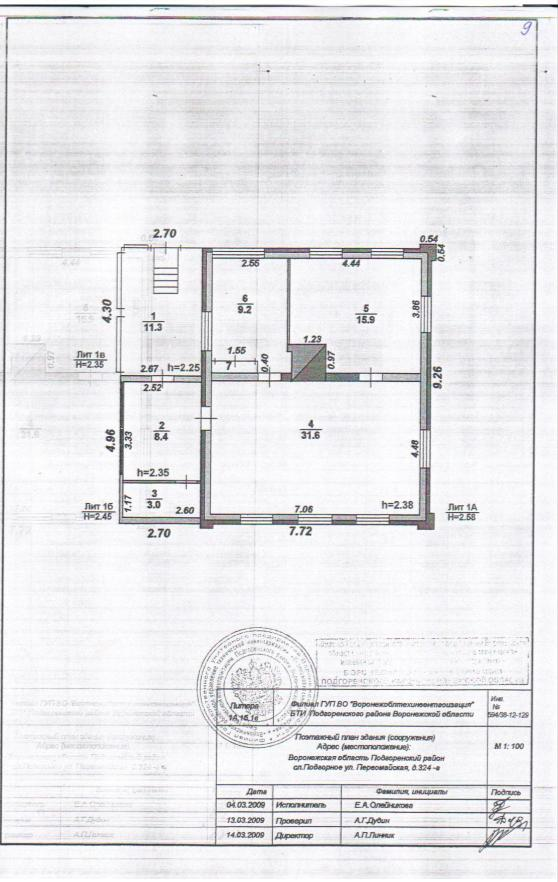 9
2.70
0.54
0.54
2.55
4.44
4.30
1
11.3
6
9.2
5
15.9
3.86
1.23
1.55
7
0.40
0.97
Лит 1в
H=2.35
2.67 h=2.25
2.52
9.26
4.96
3.33
2
8.4
4
31.6
4.48
h=2.35
3
3.0
1.17
2.60
7.06
h=2.38
Лит 1б
H=2.45
Лит 1А
H=2.58
2.70
7.72
ПОДГОРЕНСКОГО
Литера
1А,1б,1в
Филиал ГУП ВО "Воронежоблтехинвентаризация"
БТИ Подгоренского района Воронежской области
Инв.
№
594/38-12-129
Поэтажный план здания (сооружения)
Адрес (местоположение):
Воронежская область Подгоренский район
сл.Подгорное ул. Первомайская, д.324 -а
М 1: 100
Дата
Фамилия, инициалы
Подпись
04.03.2009 Исполнитель Е.А.Олейникова
13.03.2009 Проверил А.Г.Дудин
14.03.2009 Директор А.П.Линник